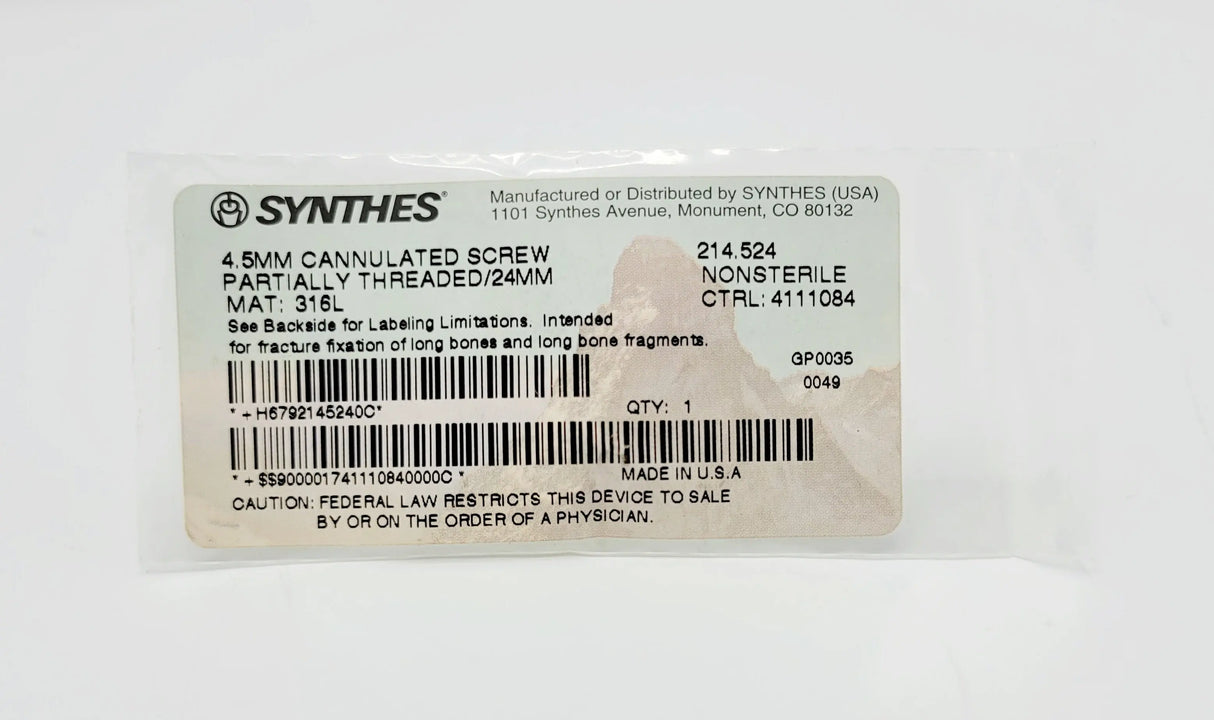 SYNTHES®
Manufactured or Distributed by SYNTHES (USA)
1101 Synthes Avenue, Monument, CO 80132
4.5MM CANNULATED SCREW
PARTIALLY THREADED/24MM
MAT: 316L
214.524
NONSTERILE
CTRL: 4111084
See Backside for Labeling Limitations. Intended
for fracture fixation of long bones and long bone fragments.
GP0035
0049
*+H6792145240C*
QTY: 1
*+$$9000017411108400​00C*
MADE IN U.S.A
CAUTION: FEDERAL LAW RESTRICTS THIS DEVICE TO SALE
BY OR ON THE ORDER OF A PHYSICIAN.